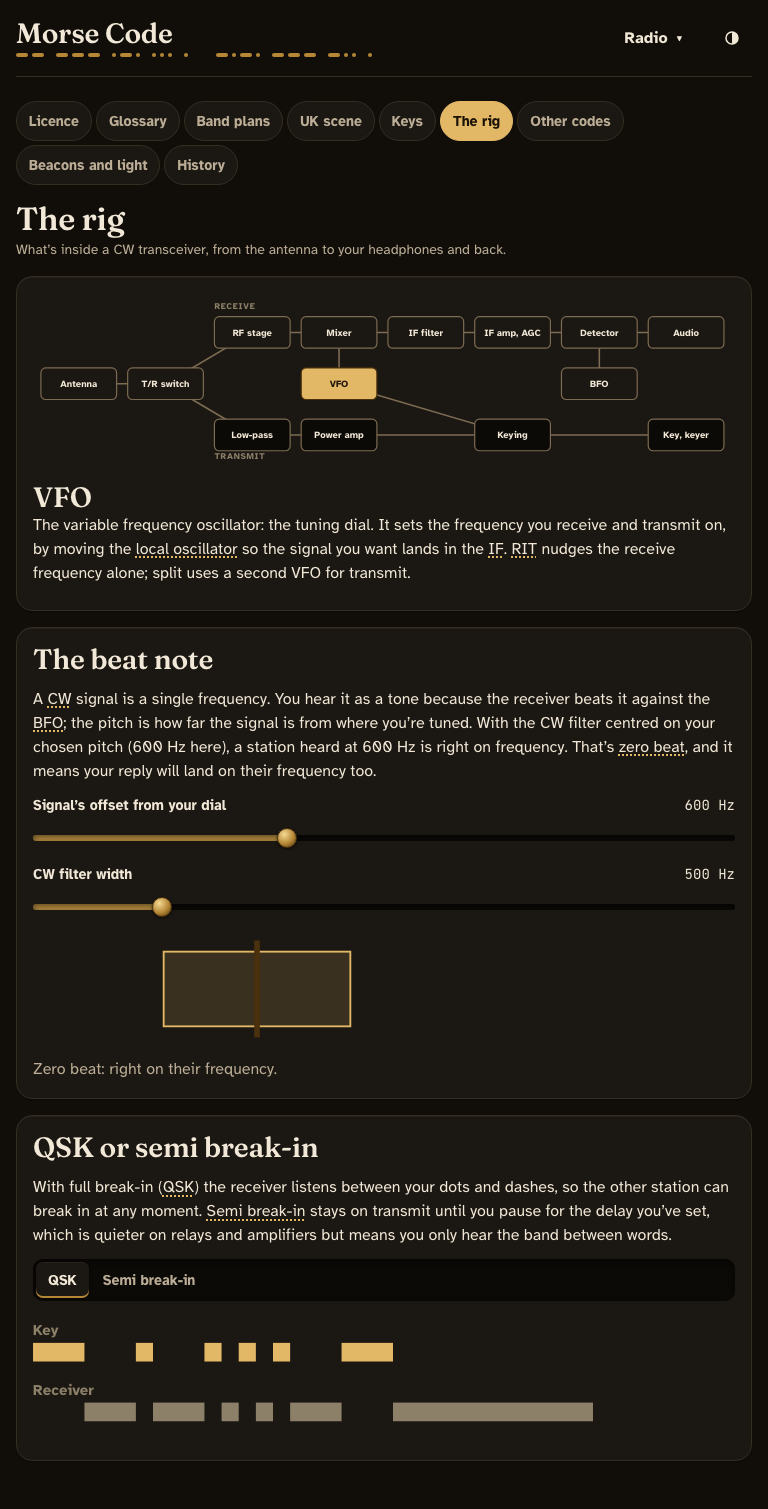 Morse Code
Radio ▾
Licence
Glossary
Band plans
UK scene
Keys
The rig
Other codes
Beacons and light
History
The rig
What’s inside a CW transceiver, from the antenna to your headphones and back.
RECEIVE
RF stage
Mixer
IF filter
IF amp, AGC
Detector
Audio
Antenna
T/R switch
VFO
BFO
Low-pass
Power amp
Keying
Key, keyer
TRANSMIT
VFO
The variable frequency oscillator: the tuning dial. It sets the frequency you receive and transmit on,
by moving the local oscillator so the signal you want lands in the IF. RIT nudges the receive
frequency alone; split uses a second VFO for transmit.
The beat note
A CW signal is a single frequency. You hear it as a tone because the receiver beats it against the
BFO; the pitch is how far the signal is from where you’re tuned. With the CW filter centred on your
chosen pitch (600 Hz here), a station heard at 600 Hz is right on frequency. That’s zero beat, and it
means your reply will land on their frequency too.
Signal’s offset from your dial
600 Hz
CW filter width
500 Hz
Zero beat: right on their frequency.
QSK or semi break-in
With full break-in (QSK) the receiver listens between your dots and dashes, so the other station can
break in at any moment. Semi break-in stays on transmit until you pause for the delay you’ve set,
which is quieter on relays and amplifiers but means you only hear the band between words.
QSK
Semi break-in
Key
Receiver